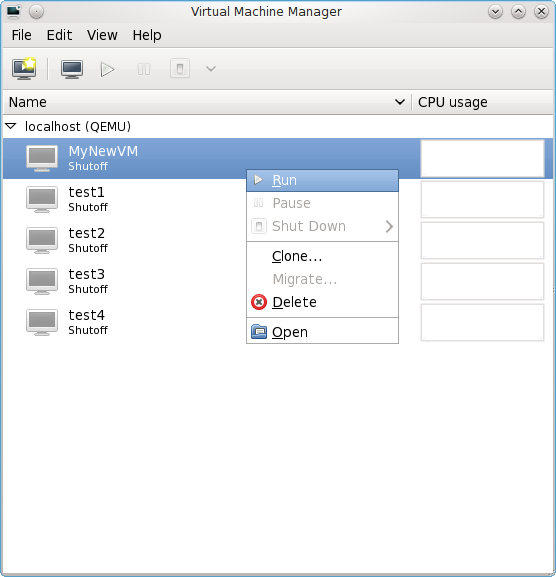 Virtual Machine Manager
File Edit View Help
Name CPU usage
localhost (QEMU)
MyNewVM
Shutoff
Run
Pause
Shut Down
Clone...
Migrate...
Delete
Open
test1
Shutoff
test2
Shutoff
test3
Shutoff
test4
Shutoff